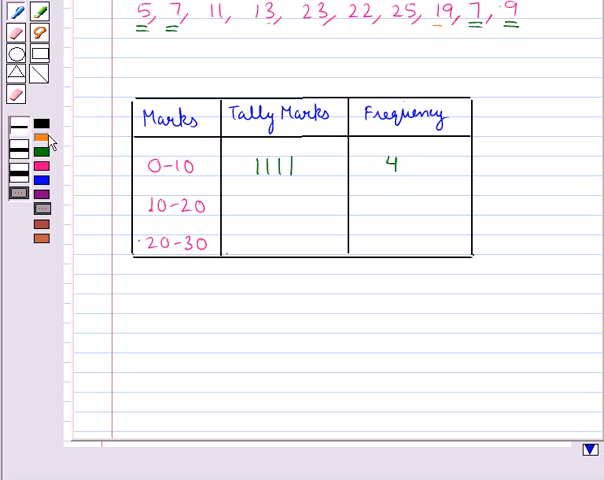 5, 7, 11, 13, 23, 22, 25, 19, 7, 9
Marks Tally Marks Frequency
0-10 |||| 4
10-20
20-30